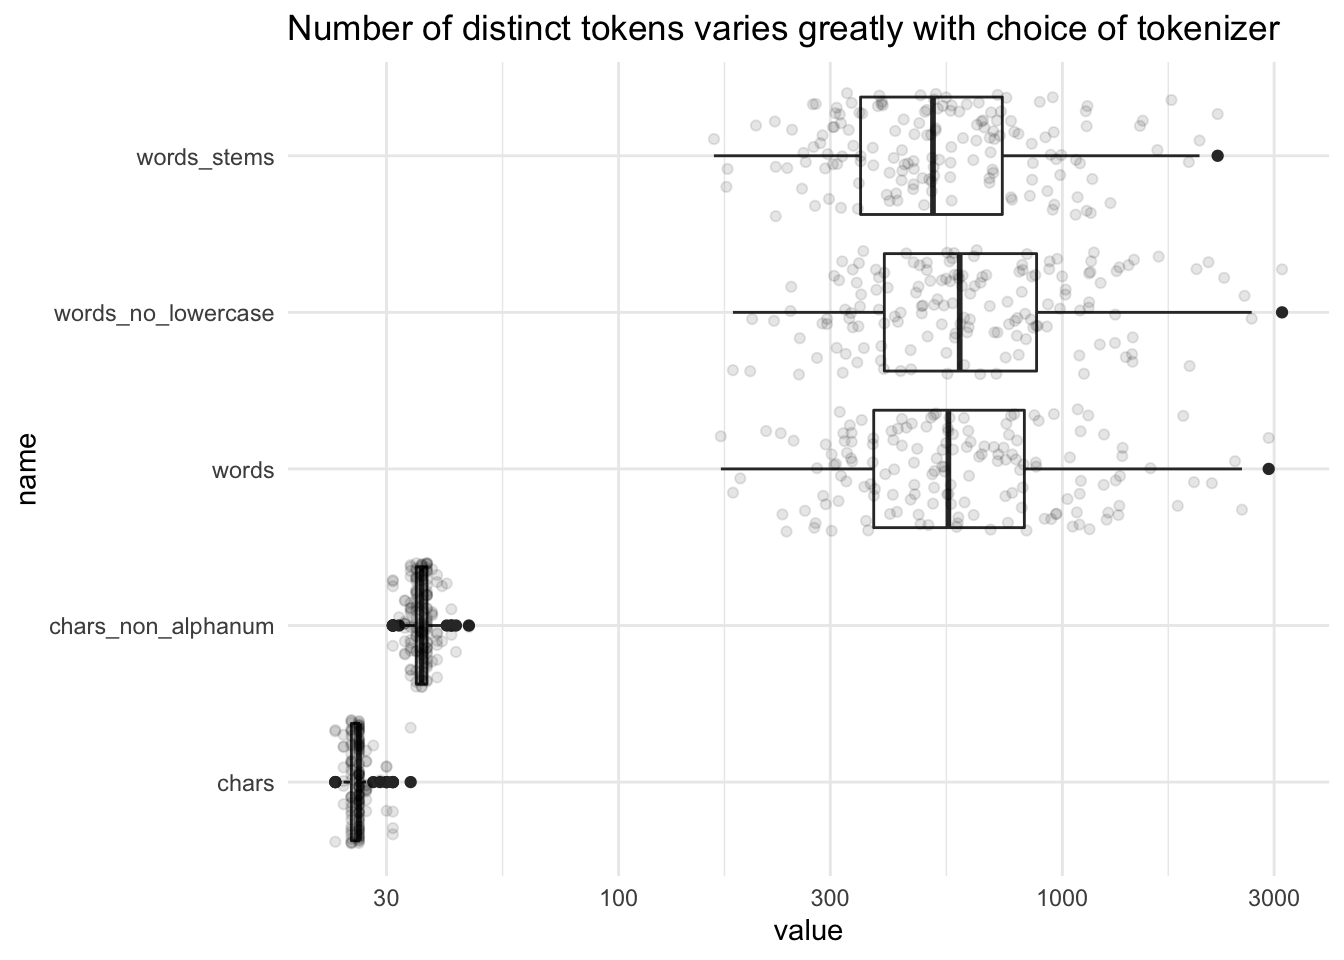 Number of distinct tokens varies greatly with choice of tokenizer
words_stems
words_no_lowercase
words
chars_non_alphanum
chars
name
30 100 300 1000 3000
value